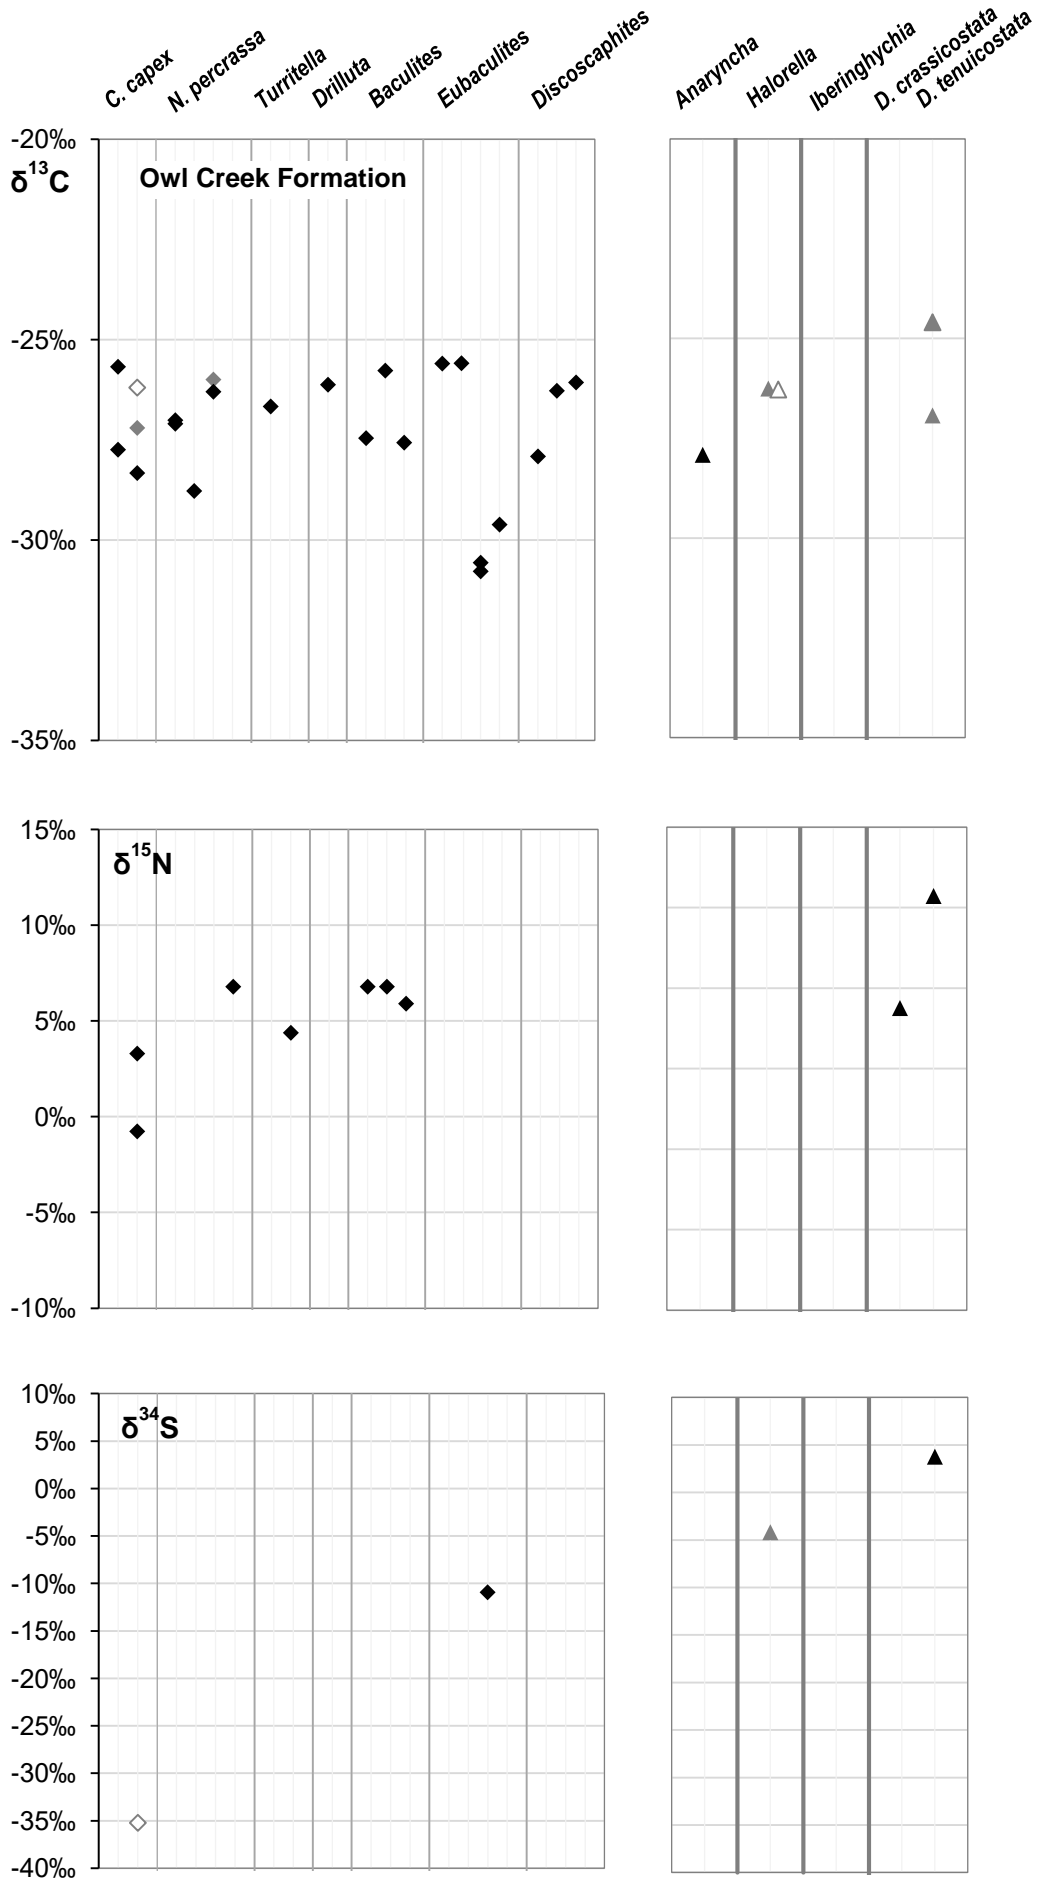 C. capex
N. percrassa
Turritella
Drilluta
Baculites
Eubaculites
Discoscaphites
Anaryncha
Halorella
Iberinghychia
D. crassicostata
D. tenuicostata
-20‰
δ13C
Owl Creek Formation
-25‰
-30‰
-35‰
15‰
δ15N
10‰
5‰
0‰
-5‰
-10‰
10‰
δ34S
5‰
0‰
-5‰
-10‰
-15‰
-20‰
-25‰
-30‰
-35‰
-40‰